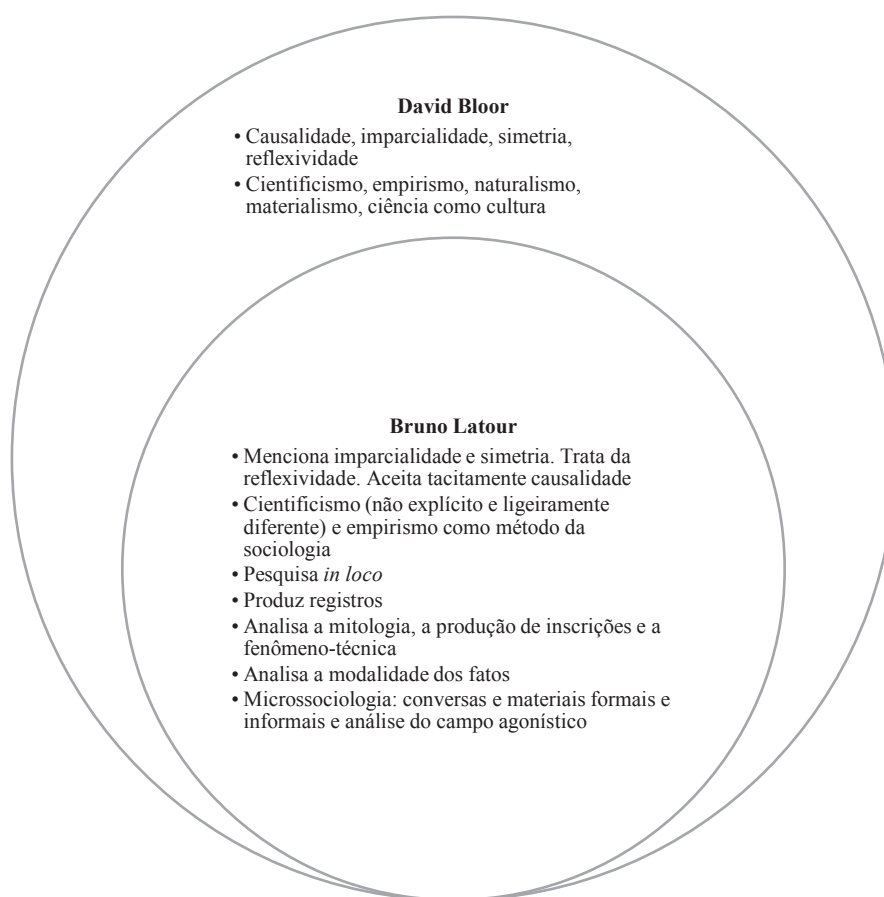 David Bloor
• Causalidade, imparcialidade, simetria,
reflexividade
• Cientificismo, empirismo, naturalismo,
materialismo, ciência como cultura
Bruno Latour
• Menciona imparcialidade e simetria. Trata da
reflexividade. Aceita tacitamente causalidade
• Cientificismo (não explícito e ligeiramente
diferente) e empirismo como método da
sociologia
• Pesquisa in loco
• Produz registros
• Analisa a mitologia, a produção de inscrições e a
fenômeno-técnica
• Analisa a modalidade dos fatos
• Microssociologia: conversas e materiais formais e
informais e análise do campo agonístico